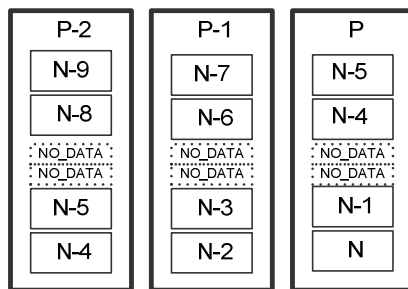 P-2
N-9
N-8
NO_DATA
NO_DATA
N-5
N-4
P-1
N-7
N-6
NO_DATA
NO_DATA
N-3
N-2
P
N-5
N-4
NO_DATA
NO_DATA
N-1
N